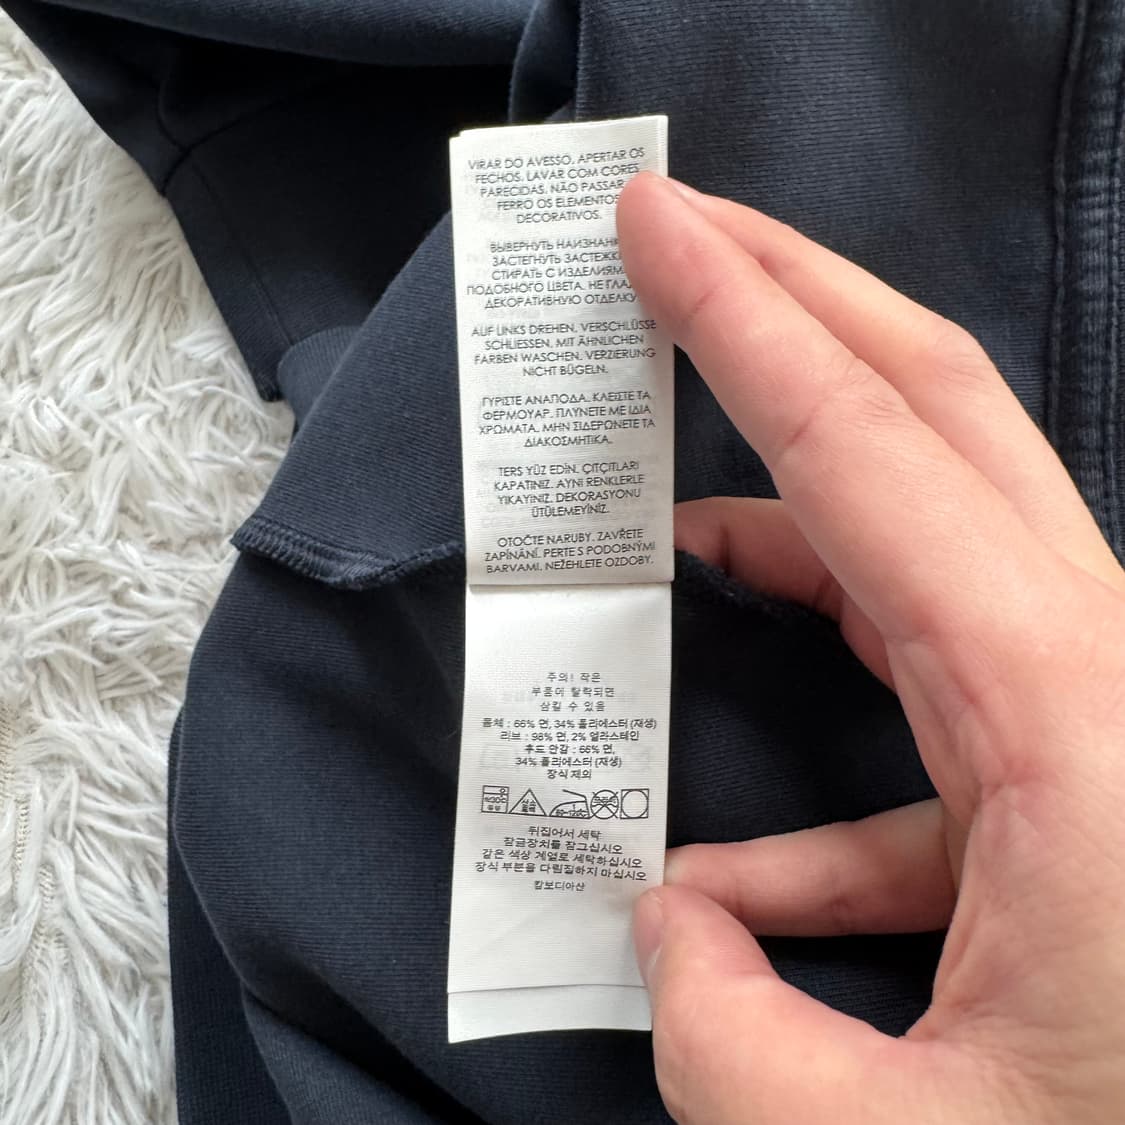 VIRAR DO AVESSO. APERTAR OS
FECHOS. LAVAR COM CORES
PARECIDAS. NÃO PASSAR
FERRO OS ELEMENTOS
DECORATIVOS.
ВЫВЕРНУТЬ
ЗАСТЕГНУТЬ
СТИРАТЬ С
ПОДОБНОГО ЦВЕТА. НЕ
ДЕКОРАТИВНУЮ ОТДЕЛКУ
AUF LINKS DREHEN. VERSCHLÜSSE
SCHLIESSEN. MIT ÄHNLICHEN
FARBEN WASCHEN. VERZIERUNG
NICHT BÜGELN.
ΓΥΡΙΣΤΕ ΑΝΑΠΟΔΑ. ΚΛΕΙΣΤΕ ΤΑ
ΦΕΡΜΟΥΑΡ. ΠΛΥΝΕΤΕ ΜΕ ΙΔΙΑ
ΧΡΩΜΑΤΑ. ΜΗΝ ΣΙΔΕΡΩΝΕΤΕ ΤΑ
ΔΙΑΚΟΣΜΗΤΙΚΑ.
TERS YÜZ EDİN. ÇITÇITLARI
KAPATINIZ. AYNI RENKLERLE
YIKAYINIZ. DEKORASYONU
ÜTÜLEMEYİNİZ.
OTOČTE NARUBY. ZAVŘETE
ZAPÍNÁNÍ. PERTE S PODOBNÝMI
BARVAMI. NEŽEHLETE OZDOBY.
주의! 작은
부품이 탈락되면
삼킬 수 있음
몸체 : 66% 면, 34% 폴리에스터 (재생)
리브 : 98% 면, 2% 엘라스테인
후드 안감 : 66% 면,
34% 폴리에스터 (재생)
장식 제외
뒤집어서 세탁
잠금장치를 잠그십시오
같은 색상 계열로 세탁하십시오
장식 부분을 다림질하지 마십시오
캄보디아산